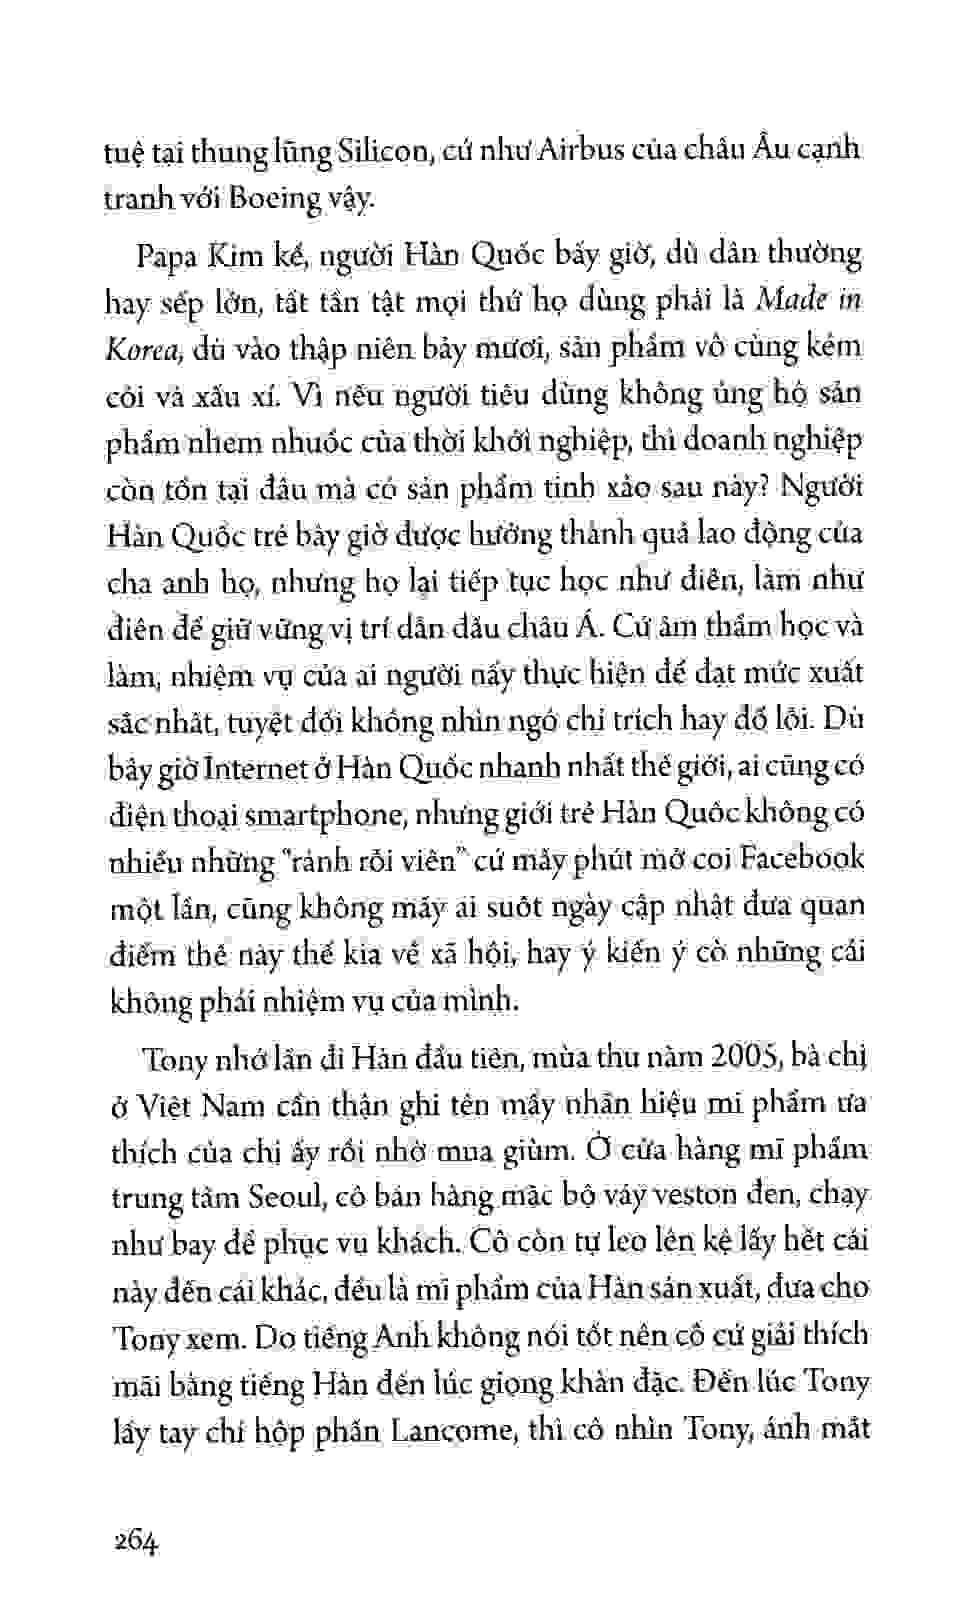 tuệ tại thung lũng Silicon, cứ như Airbus của châu Âu cạnh
tranh với Boeing vậy.
Papa Kim kể, người Hàn Quốc bấy giờ, dù dân thường
hay sếp lớn, tất tần tật mọi thứ họ dùng phải là Made in
Korea, dù vào thập niên bảy mươi, sản phẩm vô cùng kém
cỏi và xấu xí. Vì nếu người tiêu dùng không ủng hộ sản
phẩm nhem nhuốc của thời khởi nghiệp, thì doanh nghiệp
còn tồn tại đâu mà có sản phẩm tinh xảo sau này? Người
Hàn Quốc trẻ bây giờ được hưởng thành quả lao động của
cha anh họ, nhưng họ lại tiếp tục học như điên, làm như
điên để giữ vững vị trí dẫn đầu châu Á. Cứ âm thầm học và
làm, nhiệm vụ của ai người nấy thực hiện để đạt mức xuất
sắc nhất, tuyệt đối không nhìn ngó chỉ trích hay đổ lỗi. Dù
bây giờ Internet ở Hàn Quốc nhanh nhất thế giới, ai cũng có
điện thoại smartphone, nhưng giới trẻ Hàn Quốc không có
nhiều những "rảnh rỗi viên" cứ mấy phút mở coi Facebook
một lần, cũng không mấy ai suốt ngày cập nhật đưa quan
điểm thế này thế kia về xã hội, hay ý kiến ý cò những cái
không phải nhiệm vụ của mình.
Tony nhớ lần đi Hàn đầu tiên, mùa thu năm 2005, bà chị
ở Việt Nam cẩn thận ghi tên mấy nhãn hiệu mĩ phẩm ưa
thích của chị ấy rồi nhờ mua giùm. Ở cửa hàng mĩ phẩm
trung tâm Seoul, cô bán hàng mặc bộ váy veston đen, chạy
như bay để phục vụ khách. Cô còn tự leo lên kệ lấy hết cái
này đến cái khác, đều là mĩ phẩm của Hàn sản xuất, đưa cho
Tony xem. Do tiếng Anh không nói tốt nên cô cứ giải thích
mãi bằng tiếng Hàn đến lúc giọng khản đặc. Đến lúc Tony
lấy tay chỉ hộp phấn Lancome, thì cô nhìn Tony, ánh mắt
264